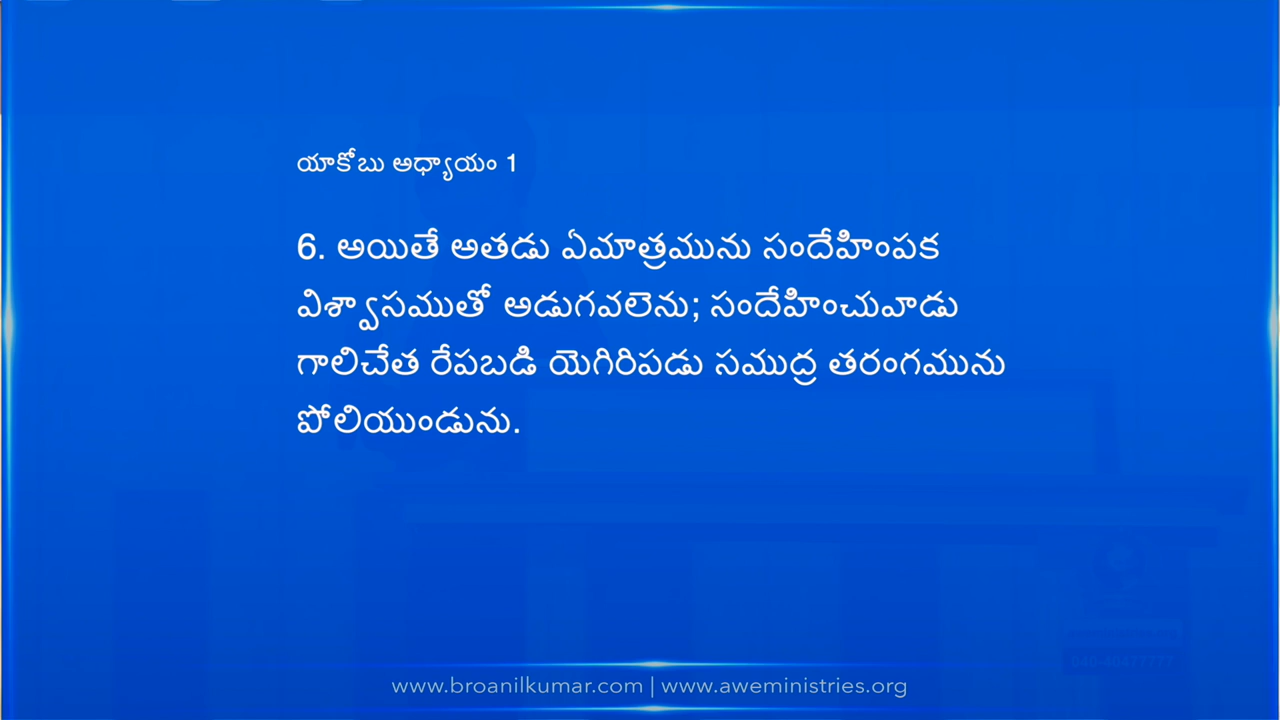 యాకోబు అధ్యాయం 1
6. అయితే అతడు ఏమాత్రమును సందేహింపక
విశ్వాసముతో అడుగవలెను; సందేహించువాడు
గాలిచేత రేపబడి యెగిరిపడు సముద్ర తరంగమును
పోలియుండును.
www.broanilkumar.com | www.aweministries.org